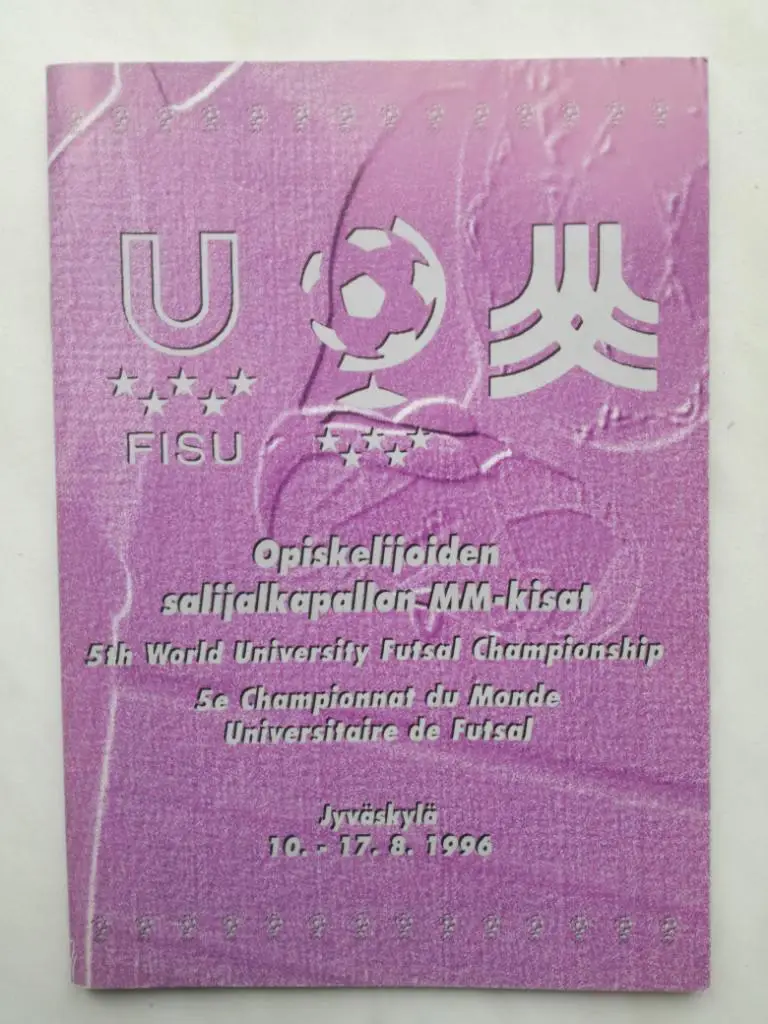 FISU
Opiskelijoiden
salijalkapallon MM-kisat
5th World University Futsal Championship
5e Championnat du Monde
Universitaire de Futsal
Jyväskylä
10. - 17. 8. 1996